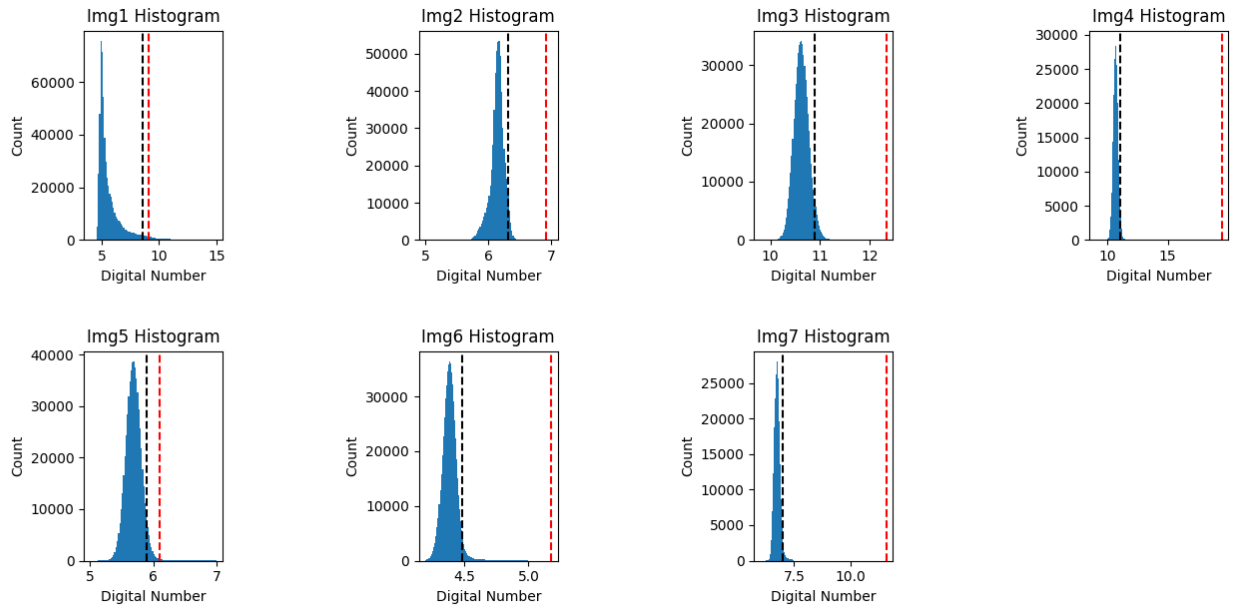 Img1 Histogram
Count
60000
40000
20000
0
5
10
15
Digital Number
Img2 Histogram
Count
50000
40000
30000
20000
10000
0
5
6
7
Digital Number
Img3 Histogram
Count
30000
20000
10000
0
10
11
12
Digital Number
Img4 Histogram
Count
30000
25000
20000
15000
10000
5000
0
10
15
Digital Number
Img5 Histogram
Count
40000
30000
20000
10000
0
5
6
7
Digital Number
Img6 Histogram
Count
30000
20000
10000
0
4.5
5.0
Digital Number
Img7 Histogram
Count
25000
20000
15000
10000
5000
0
7.5
10.0
Digital Number